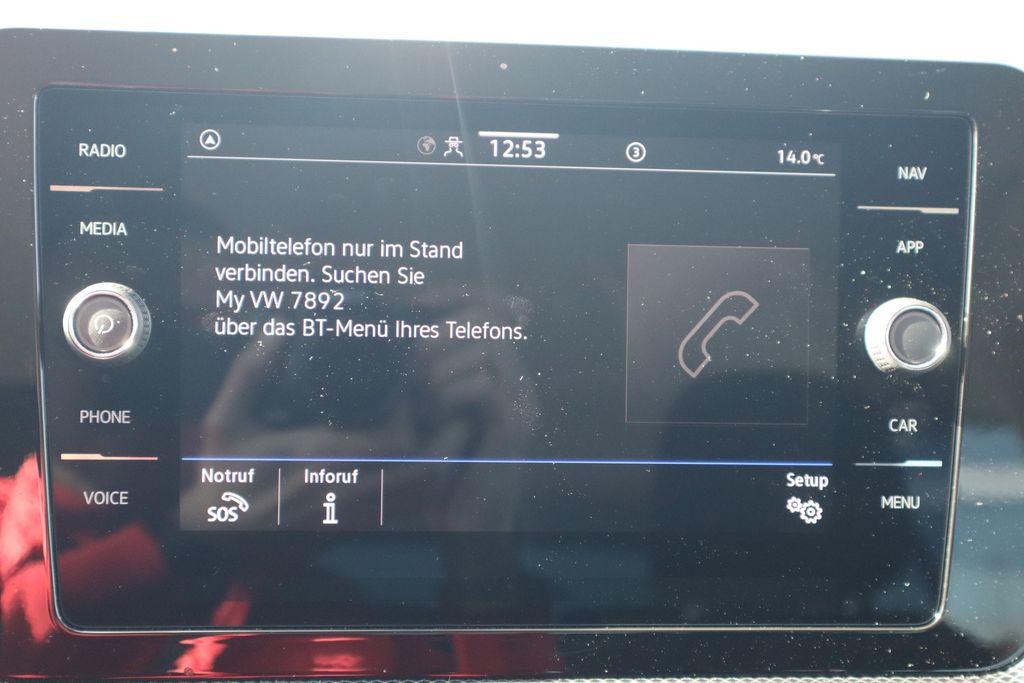 RADIO
MEDIA
PHONE
VOICE
12:53
3
14.0°C
Mobiltelefon nur im Stand
verbinden. Suchen Sie
My VW 7892
über das BT-Menü Ihres Telefons.
Notruf
SOS
Inforuf
i
Setup
NAV
APP
CAR
MENU